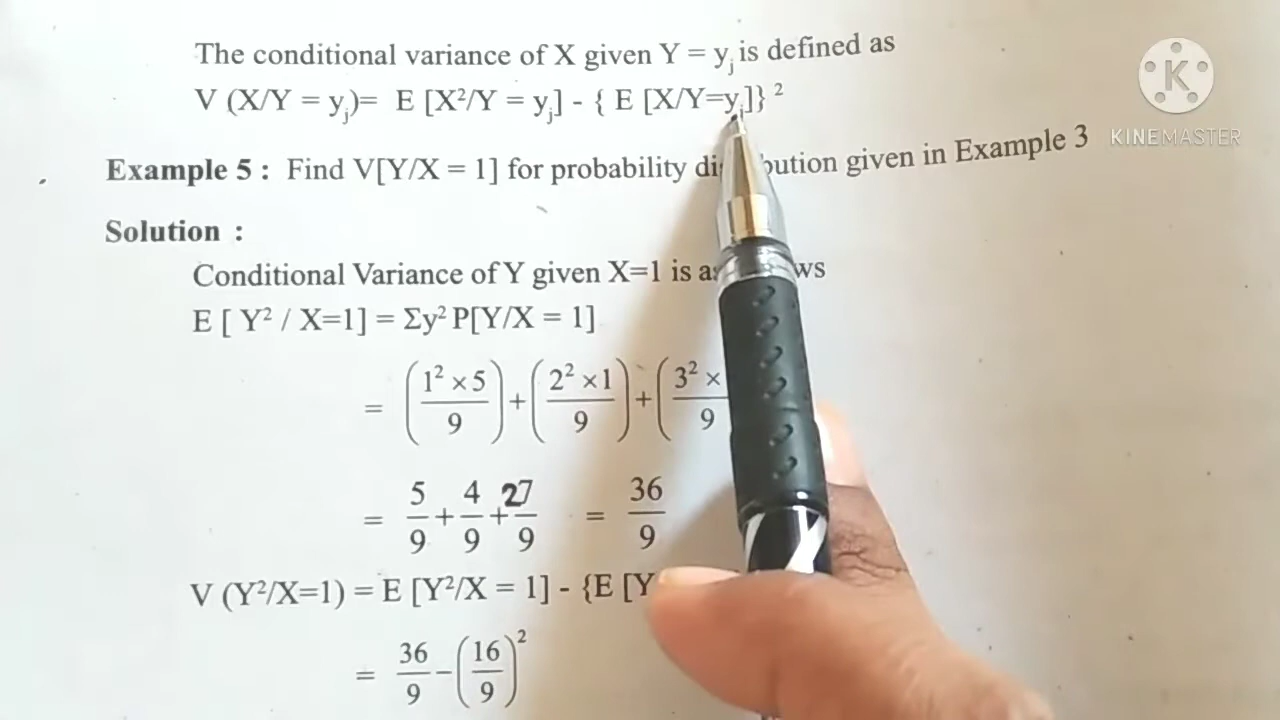 The conditional variance of X given Y = yⱼ is defined as
V (X/Y = yⱼ)= E [X²/Y = yⱼ] - { E [X/Y=yⱼ]} ²
K
KINEMASTER
Example 5 : Find V[Y/X = 1] for probability bution given in Example 3
Solution :
Conditional Variance of Y given X=1 is
E [ Y² / X=1] = Σy² P[Y/X = 1]
= (1² ×5/9) + (2² ×1/9) + (3² × /9
= 5/9 + 4/9 + 27/9 = 36/9
V (Y²/X=1) = E [Y²/X = 1] - {E [Y
= 36/9 − (16/9)²